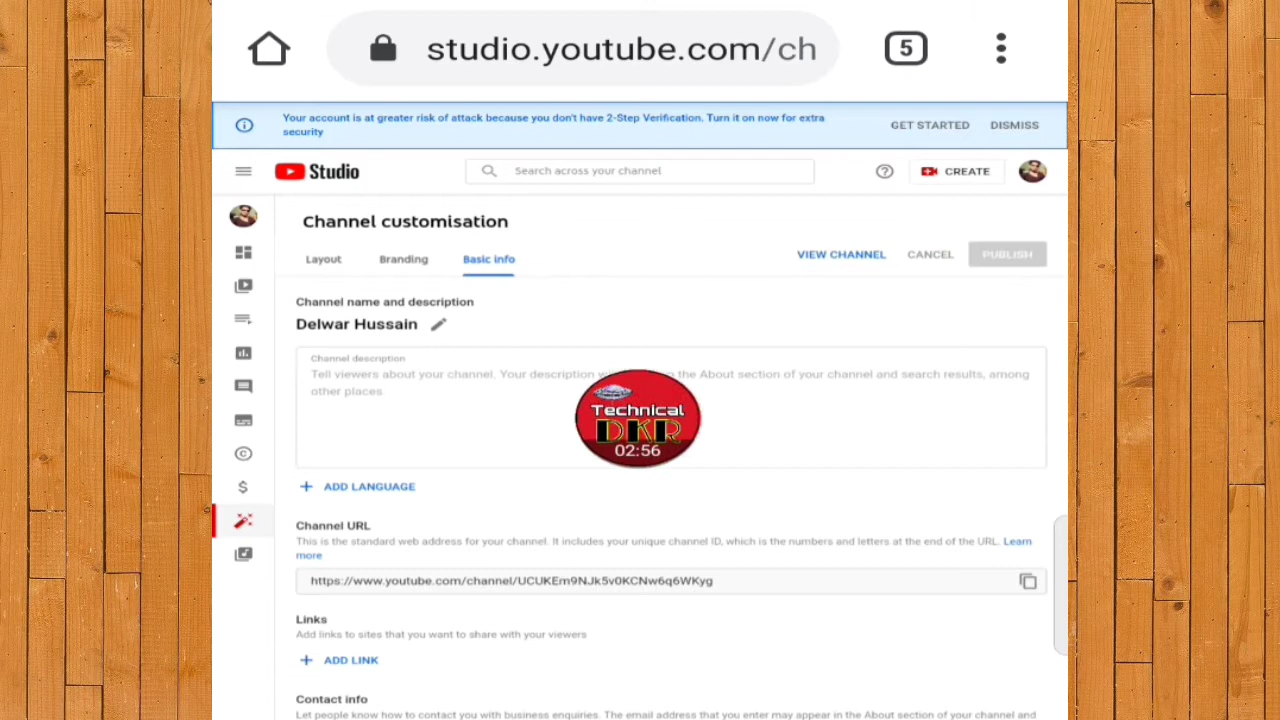 studio.youtube.com/ch
5
Your account is at greater risk of attack because you don't have 2-Step Verification. Turn it on now for extra
security
GET STARTED
DISMISS
Studio
Search across your channel
CREATE
Channel customisation
Layout
Branding
Basic info
VIEW CHANNEL
CANCEL
PUBLISH
Channel name and description
Delwar Hussain
Channel description
Tell viewers about your channel. Your description w the About section of your channel and search results, among
other places
Technical
DKR
02:56
+ ADD LANGUAGE
Channel URL
This is the standard web address for your channel. It includes your unique channel ID, which is the numbers and letters at the end of the URL. Learn
more
https://www.youtube.com/channel/UCUKEm9NJk5v0KCNw6q6WKyg
Links
Add links to sites that you want to share with your viewers
+ ADD LINK
Contact info
Let people know how to contact you with business enquiries. The email address that you enter may appear in the About section of your channel and